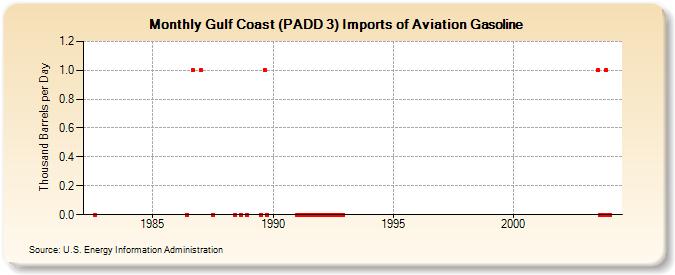 Monthly Gulf Coast (PADD 3) Imports of Aviation Gasoline
Thousand Barrels per Day
1.2
1.0
0.8
0.6
0.4
0.2
0.0
1985 1990 1995 2000
Source: U.S. Energy Information Administration